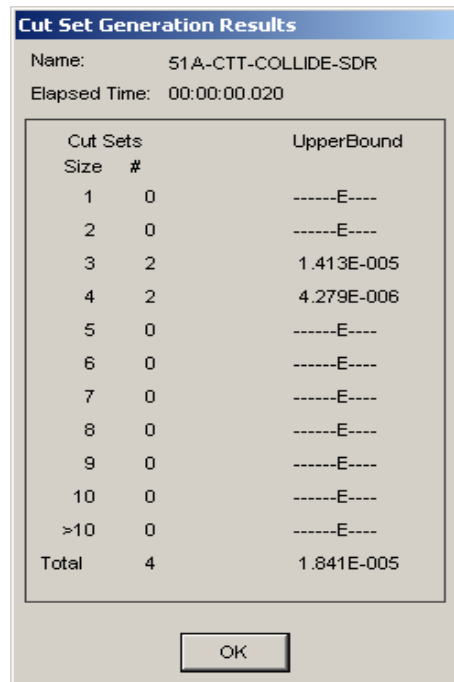 Cut Set Generation Results
Name: 51A-CTT-COLLIDE-SDR
Elapsed Time: 00:00:00.020
Cut Sets UpperBound
Size #
1 0 ------E----
2 0 ------E----
3 2 1.413E-005
4 2 4.279E-006
5 0 ------E----
6 0 ------E----
7 0 ------E----
8 0 ------E----
9 0 ------E----
10 0 ------E----
>10 0 ------E----
Total 4 1.841E-005
OK